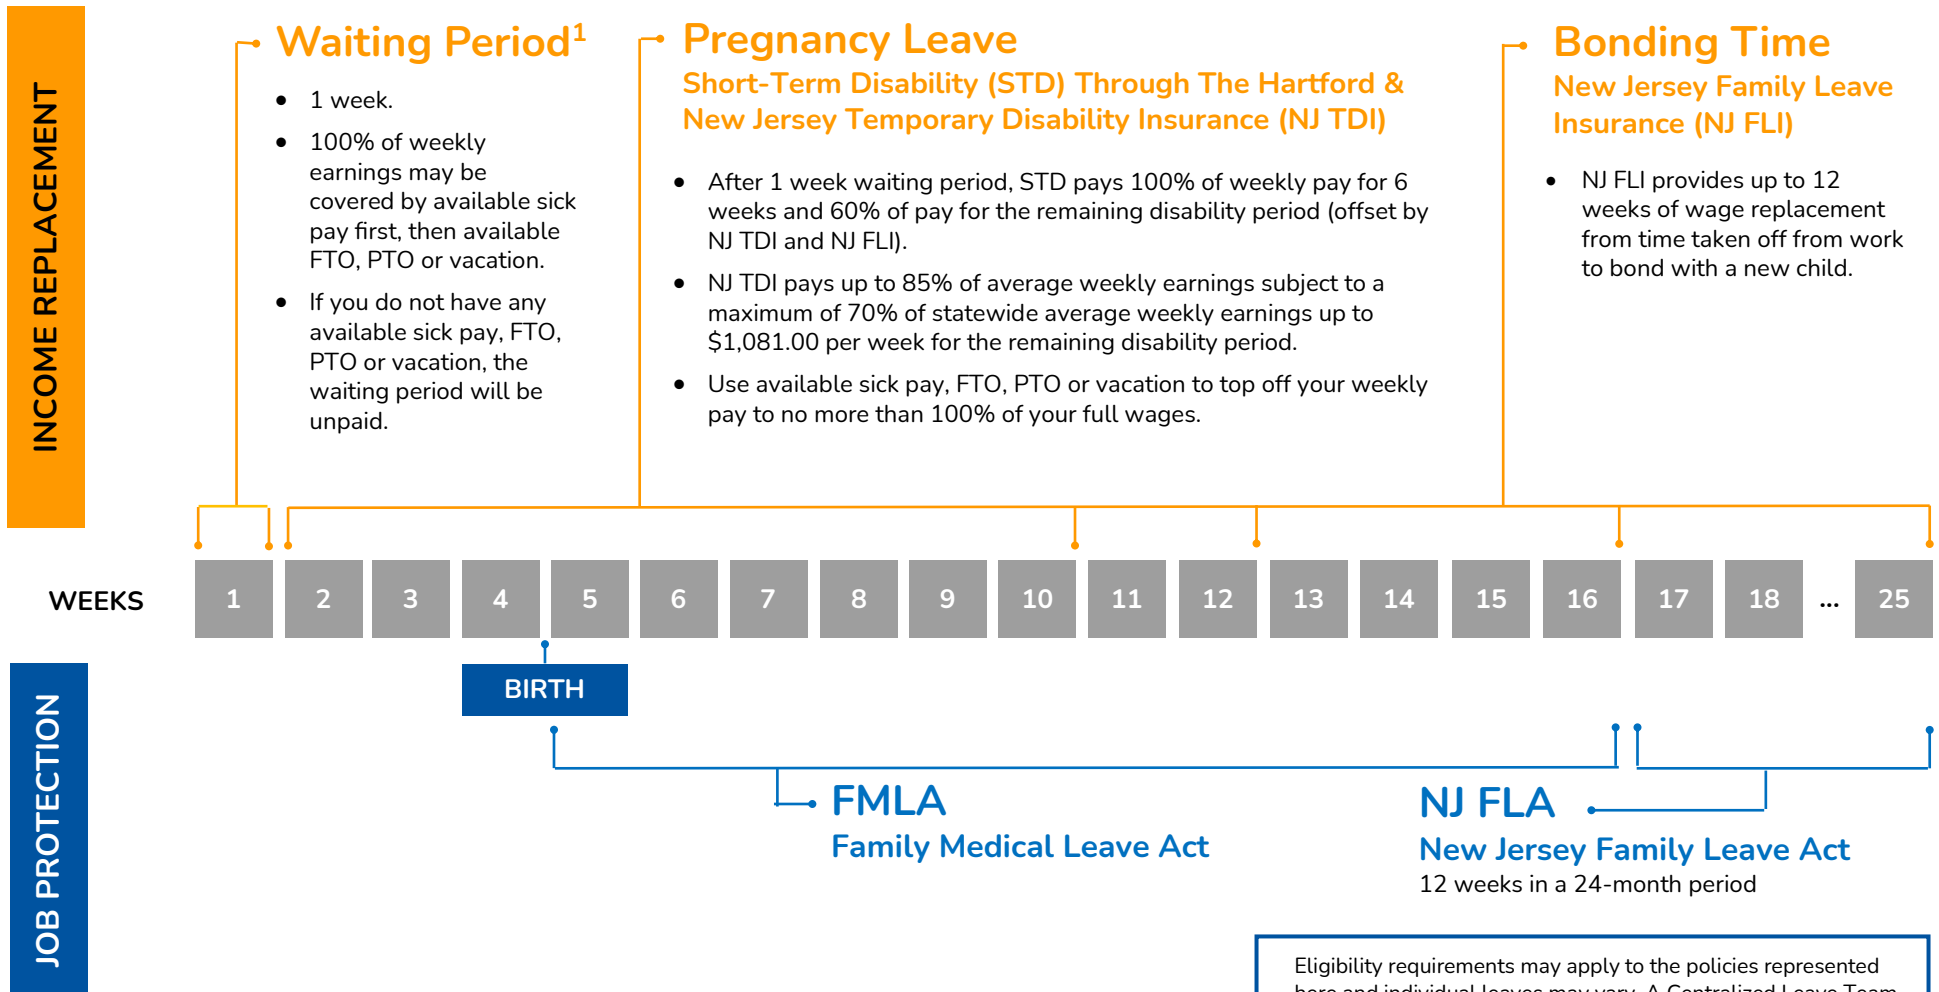 INCOME REPLACEMENT
Waiting Period¹
• 1 week.
• 100% of weekly
earnings may be
covered by available sick
pay first, then available
FTO, PTO or vacation.
• If you do not have any
available sick pay, FTO,
PTO or vacation, the
waiting period will be
unpaid.
Pregnancy Leave
Short-Term Disability (STD) Through The Hartford &
New Jersey Temporary Disability Insurance (NJ TDI)
• After 1 week waiting period, STD pays 100% of weekly pay for 6
weeks and 60% of pay for the remaining disability period (offset by
NJ TDI and NJ FLI).
• NJ TDI pays up to 85% of average weekly earnings subject to a
maximum of 70% of statewide average weekly earnings up to
$1,081.00 per week for the remaining disability period.
• Use available sick pay, FTO, PTO or vacation to top off your weekly
pay to no more than 100% of your full wages.
Bonding Time
New Jersey Family Leave
Insurance (NJ FLI)
• NJ FLI provides up to 12
weeks of wage replacement
from time taken off from work
to bond with a new child.
WEEKS 1 2 3 4 5 6 7 8 9 10 11 12 13 14 15 16 17 18 ... 25
BIRTH
JOB PROTECTION
FMLA
Family Medical Leave Act
NJ FLA
New Jersey Family Leave Act
12 weeks in a 24-month period
Eligibility requirements may apply to the policies represented
here and individual leaves may vary. A Centralized Leave Team